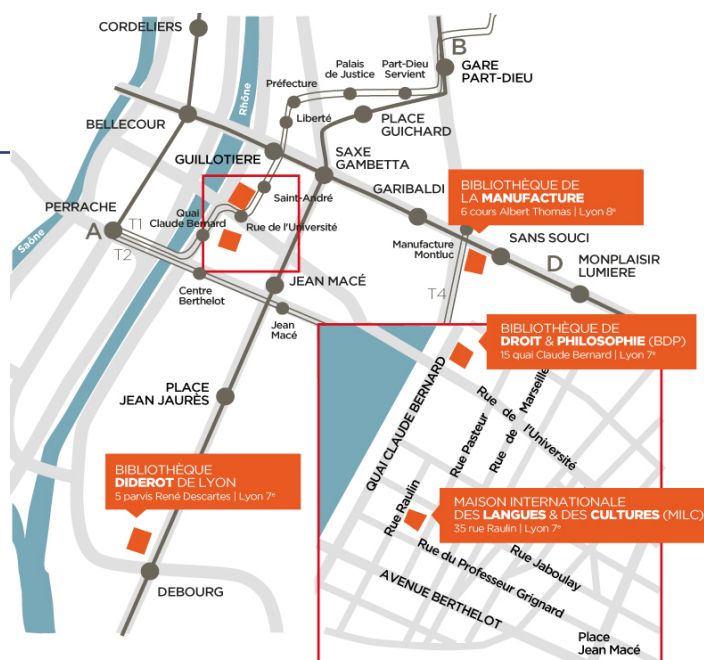 CORDELIERS
B
GARE
PART-DIEU
Palais
de Justice
Part-Dieu
Servient
Préfecture
Rhône
Liberté
BELLECOUR
PLACE
GUICHARD
GUILLOTIERE
SAXE
GAMBETTA
Saint-André
GARIBALDI
BIBLIOTHÈQUE DE
LA MANUFACTURE
6 cours Albert Thomas | Lyon 8e
PERRACHE
A
T1
T2
Saône
Quai
Claude Bernard
Rue de l'Université
Manufacture
Montluc
SANS SOUCI
D
MONPLAISIR
LUMIERE
T4
Centre
Berthelot
JEAN MACÉ
Jean
Macé
BIBLIOTHÈQUE DE
DROIT & PHILOSOPHIE (BDP)
15 quai Claude Bernard | Lyon 7e
QUAI CLAUDE BERNARD
Rue Pasteur
Rue de Marseille
Rue de l'Université
PLACE
JEAN JAURÈS
BIBLIOTHÈQUE
DIDEROT DE LYON
5 parvis René Descartes | Lyon 7e
Rue Raulin
MAISON INTERNATIONALE
DES LANGUES & DES CULTURES (MILC)
35 rue Raulin | Lyon 7e
Rue Jaboulay
Rue du Professeur Grignard
AVENUE BERTHELOT
DEBOURG
Place
Jean Macé